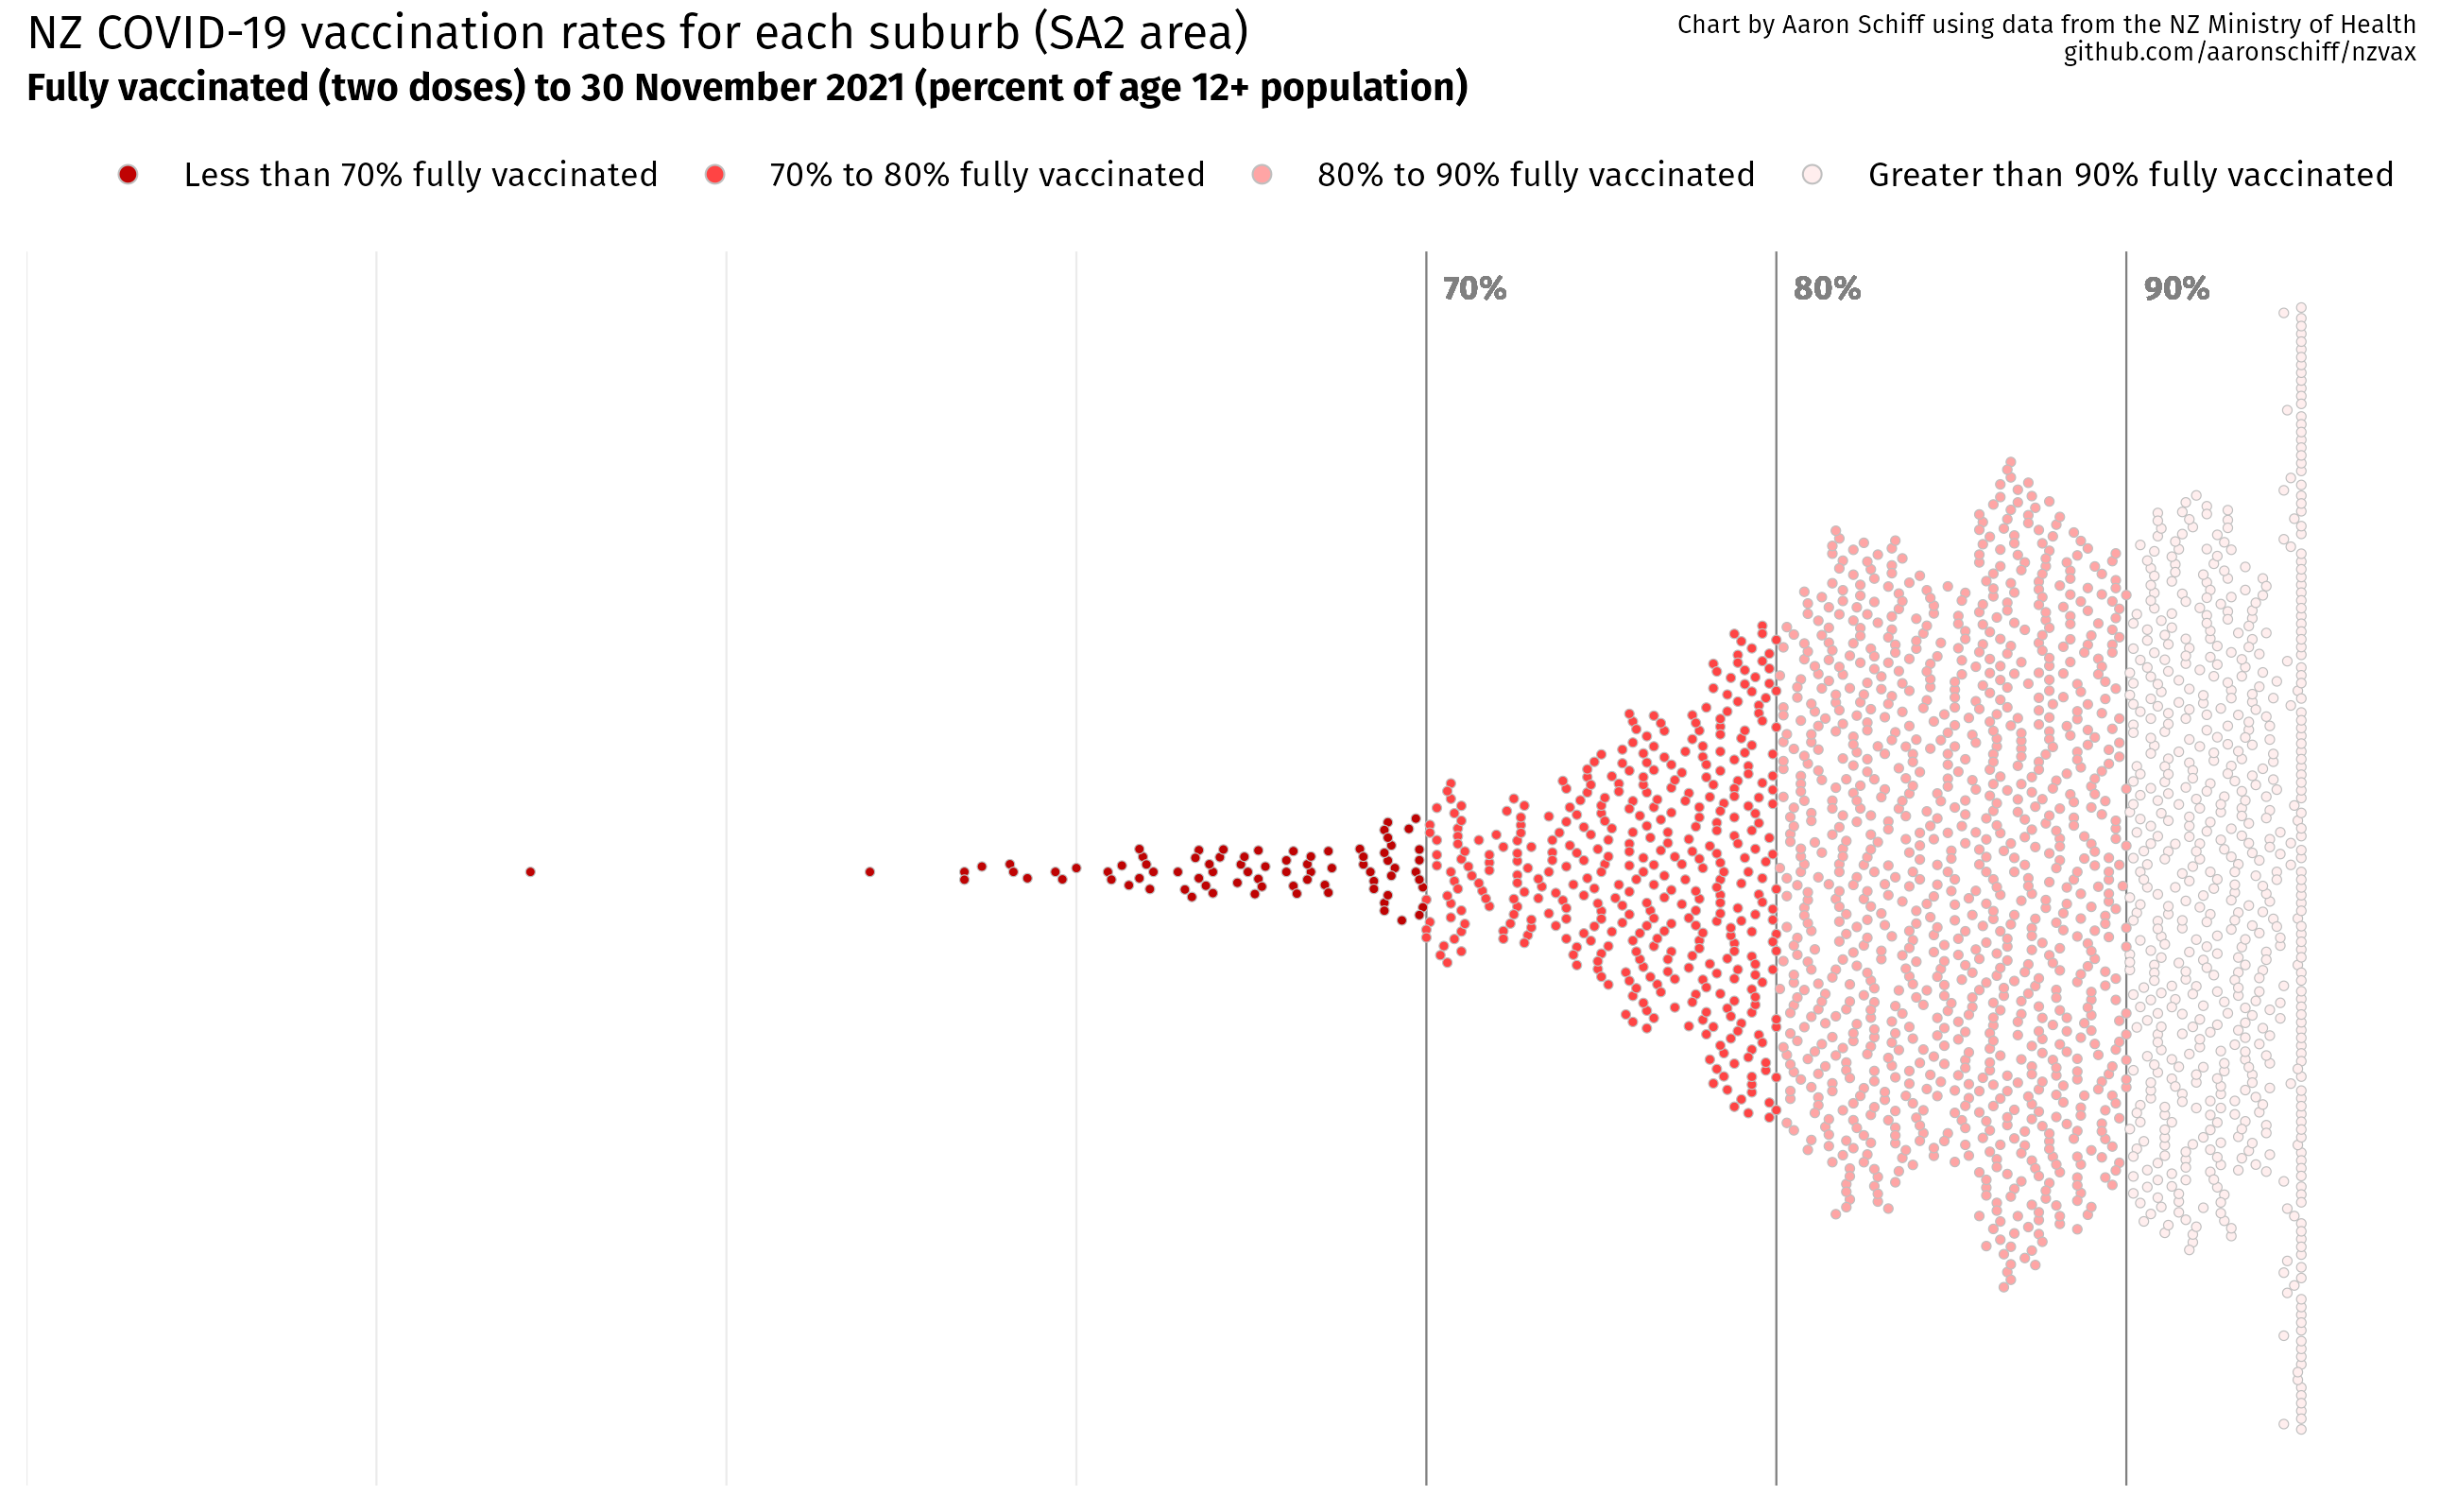 NZ COVID-19 vaccination rates for each suburb (SA2 area)
Fully vaccinated (two doses) to 30 November 2021 (percent of age 12+ population)
Chart by Aaron Schiff using data from the NZ Ministry of Health
github.com/aaronschiff/nzvax
Less than 70% fully vaccinated
70% to 80% fully vaccinated
80% to 90% fully vaccinated
Greater than 90% fully vaccinated
70%
80%
90%